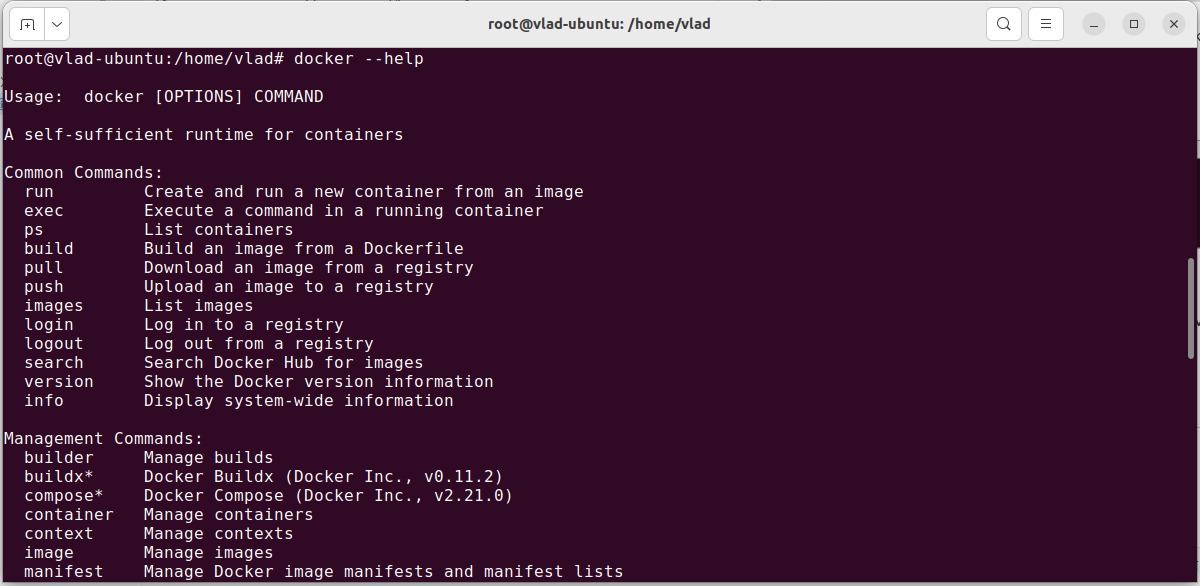 root@vlad-ubuntu: /home/vlad
root@vlad-ubuntu:/home/vlad# docker --help
Usage:  docker [OPTIONS] COMMAND
A self-sufficient runtime for containers
Common Commands:
  run         Create and run a new container from an image
  exec        Execute a command in a running container
  ps          List containers
  build       Build an image from a Dockerfile
  pull        Download an image from a registry
  push        Upload an image to a registry
  images      List images
  login       Log in to a registry
  logout      Log out from a registry
  search      Search Docker Hub for images
  version     Show the Docker version information
  info        Display system-wide information
Management Commands:
  builder     Manage builds
  buildx*     Docker Buildx (Docker Inc., v0.11.2)
  compose*    Docker Compose (Docker Inc., v2.21.0)
  container   Manage containers
  context     Manage contexts
  image       Manage images
  manifest    Manage Docker image manifests and manifest lists